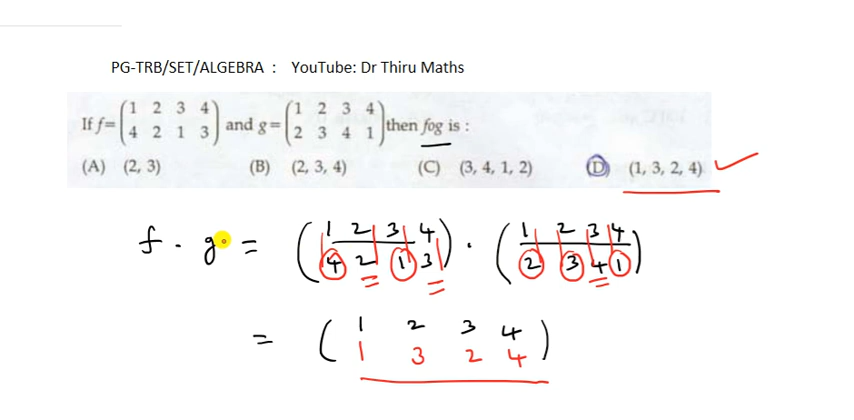 PG-TRB/SET/ALGEBRA : YouTube: Dr Thiru Maths
If f= (1 2 3 4
4 2 1 3) and g= (1 2 3 4
2 3 4 1) then fog is :
(A) (2, 3) (B) (2, 3, 4) (C) (3, 4, 1, 2) (D) (1, 3, 2, 4)
f . g = (1 2 3 4
4 2 1 3) . (1 2 3 4
2 3 4 1)
= (1 2 3 4
1 3 2 4)